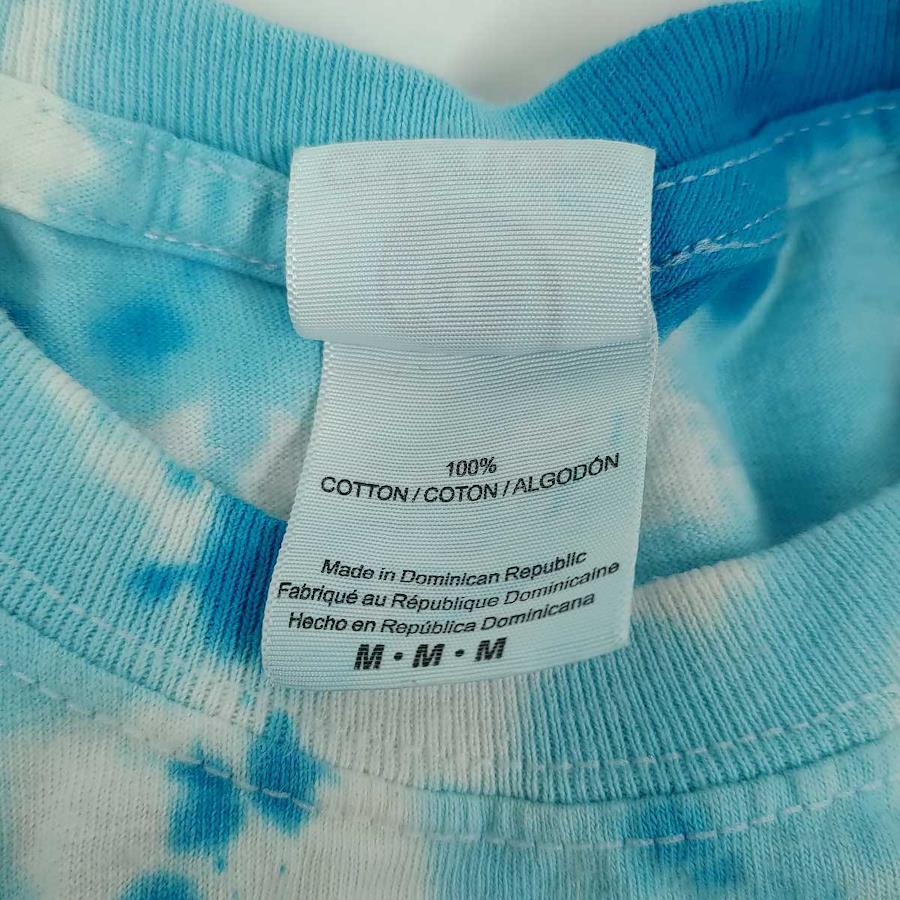 100%
COTTON / COTON / ALGODÓN
Made in Dominican Republic
Fabriqué au République Dominicaine
Hecho en República Dominicana
M • M • M